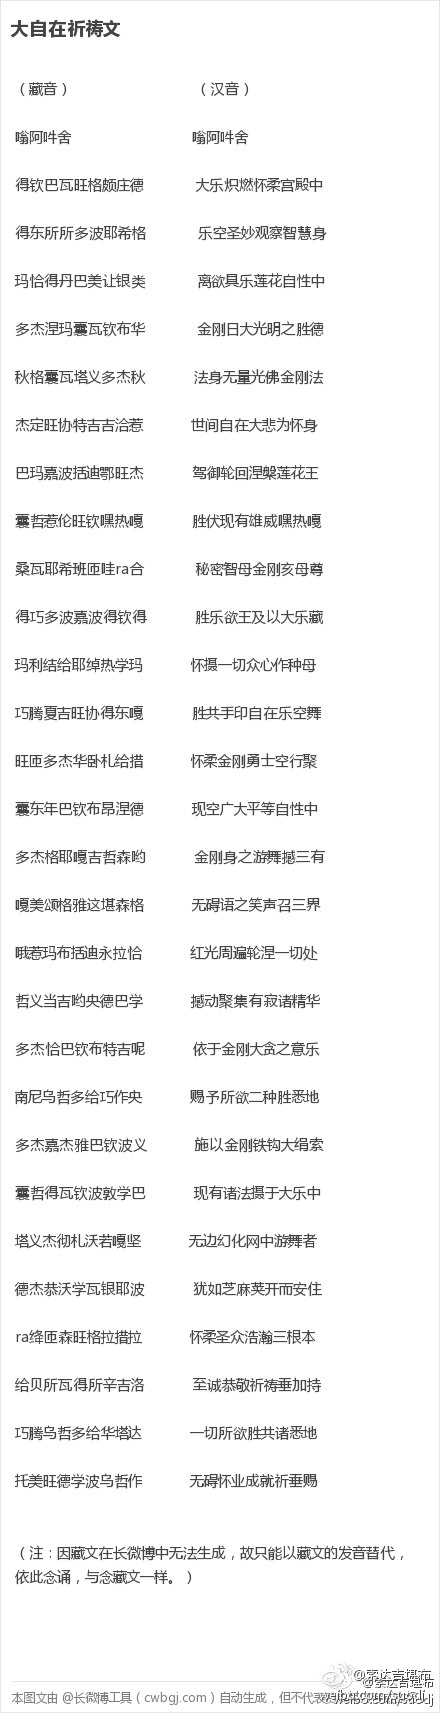 大自在祈祷文
（藏音） （汉音）
嗡阿吽舍 嗡阿吽舍
得钦巴瓦旺格颇庄德 大乐炽燃怀柔宫殿中
得东所所多波耶希格 乐空圣妙观察智慧身
玛恰得丹巴美让银类 离欲具乐莲花自性中
多杰涅玛囊瓦钦布华 金刚日大光明之胜德
秋格囊瓦塔义多杰秋 法身无量光佛金刚法
杰定旺协特吉吉洽惹 世间自在大悲为怀身
巴玛嘉波括迪鄂旺杰 驾御轮回涅槃莲花王
囊哲惹伦旺钦嘿热嘎 胜伏现有雄威嘿热嘎
桑瓦耶希班匝哇ra合 秘密智母金刚亥母尊
得巧多波嘉波得钦得 胜乐欲王及以大乐藏
玛利结给耶绰热学玛 怀摄一切众心作种母
巧腾夏吉旺协得东嘎 胜共手印自在乐空舞
旺匝多杰华卧札给措 怀柔金刚勇士空行聚
囊东年巴钦布昂涅德 现空广大平等自性中
多杰格耶嘎吉哲森哟 金刚身之游舞撼三有
嘎美颂格雅这堪森格 无碍语之笑声召三界
哦惹玛布括迪永拉恰 红光周遍轮涅一切处
哲义当吉哟央德巴学 撼动聚集有寂诸精华
多杰恰巴钦布特吉呢 依于金刚大贪之意乐
南尼乌哲多给巧作央 赐予所欲二种胜悉地
多杰嘉杰雅巴钦波义 施以金刚铁钩大绢索
囊哲得瓦钦波敦学巴 现有诸法摄于大乐中
塔义杰彻札沃若嘎坚 无边幻化网中游舞者
德杰恭沃学瓦银耶波 犹如芝麻荚开而安住
ra绛匝森旺格拉措拉 怀柔圣众浩瀚三根本
给贝所瓦得所辛吉洛 至诚恭敬祈祷垂加持
巧腾乌哲多给华塔达 一切所欲胜共诸悉地
托美旺德学波乌哲作 无碍怀业成就祈垂赐
（注：因藏文在长微博中无法生成，故只能以藏文的发音替代，
依此念诵，与念藏文一样。）
@索达吉堪布
@索达吉堪布
weibo.com/suodj
本图文由 @长微博工具（cwbgj.com）自动生成，但不代表
weibo.com/suodj